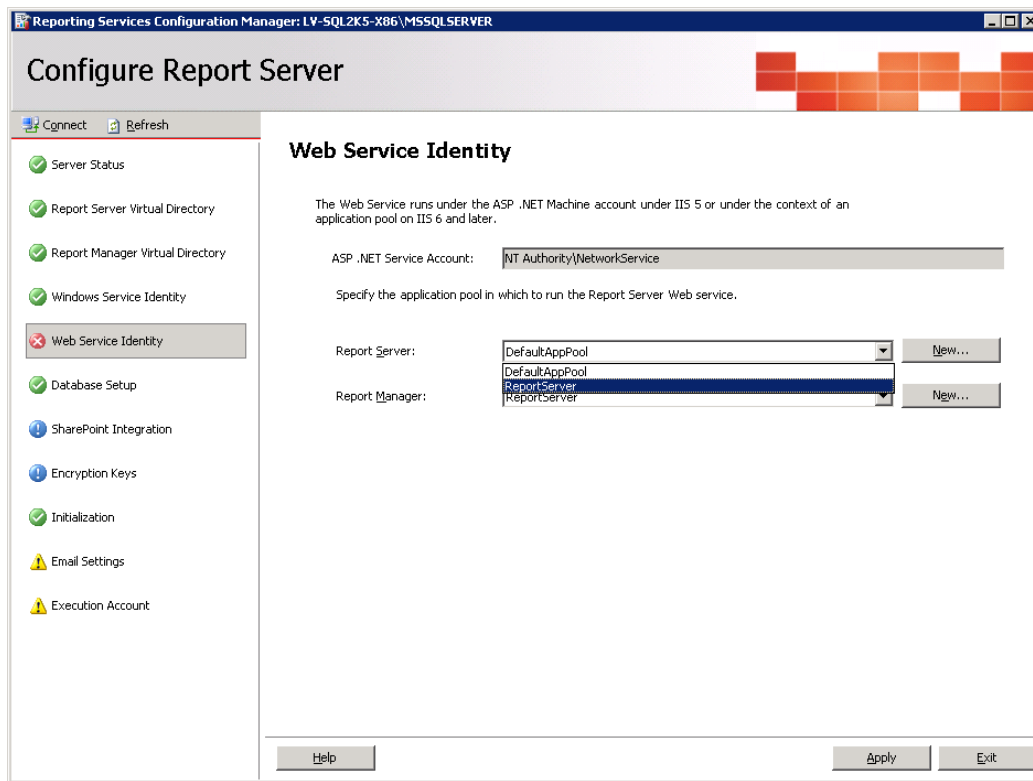 Reporting Services Configuration Manager: LV-SQL2K5-X86\MSSQLSERVER
Configure Report Server
Connect Refresh
Server Status
Report Server Virtual Directory
Report Manager Virtual Directory
Windows Service Identity
Web Service Identity
Database Setup
SharePoint Integration
Encryption Keys
Initialization
Email Settings
Execution Account
Web Service Identity
The Web Service runs under the ASP .NET Machine account under IIS 5 or under the context of an
application pool on IIS 6 and later.
ASP .NET Service Account: NT Authority\NetworkService
Specify the application pool in which to run the Report Server Web service.
Report Server: DefaultAppPool New...
DefaultAppPool
ReportServer
Report Manager: ReportServer New...
Help Apply Exit